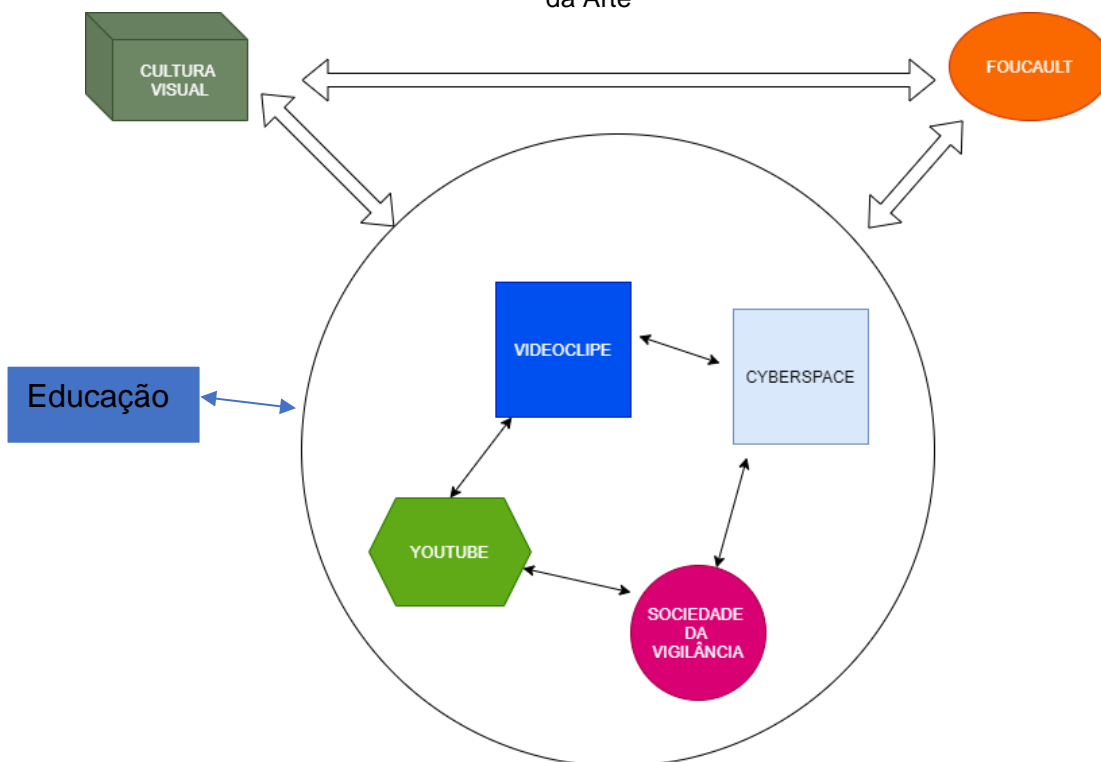 da Arte
CULTURA
VISUAL
FOUCAULT
VIDEOCLIPE
CYBERSPACE
Educação
YOUTUBE
SOCIEDADE
DA
VIGILÂNCIA